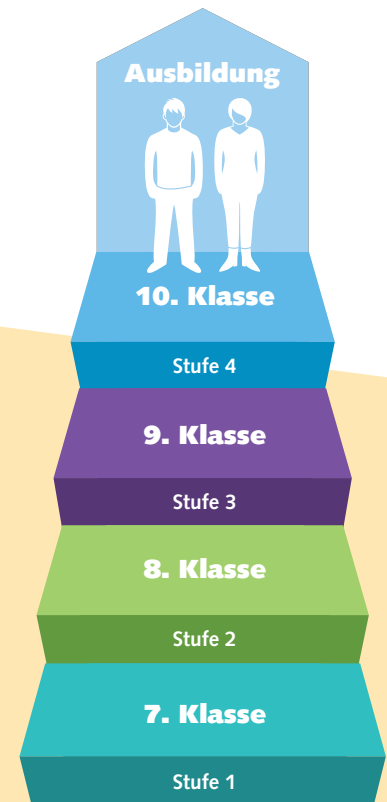 Ausbildung
10. Klasse
Stufe 4
9. Klasse
Stufe 3
8. Klasse
Stufe 2
7. Klasse
Stufe 1